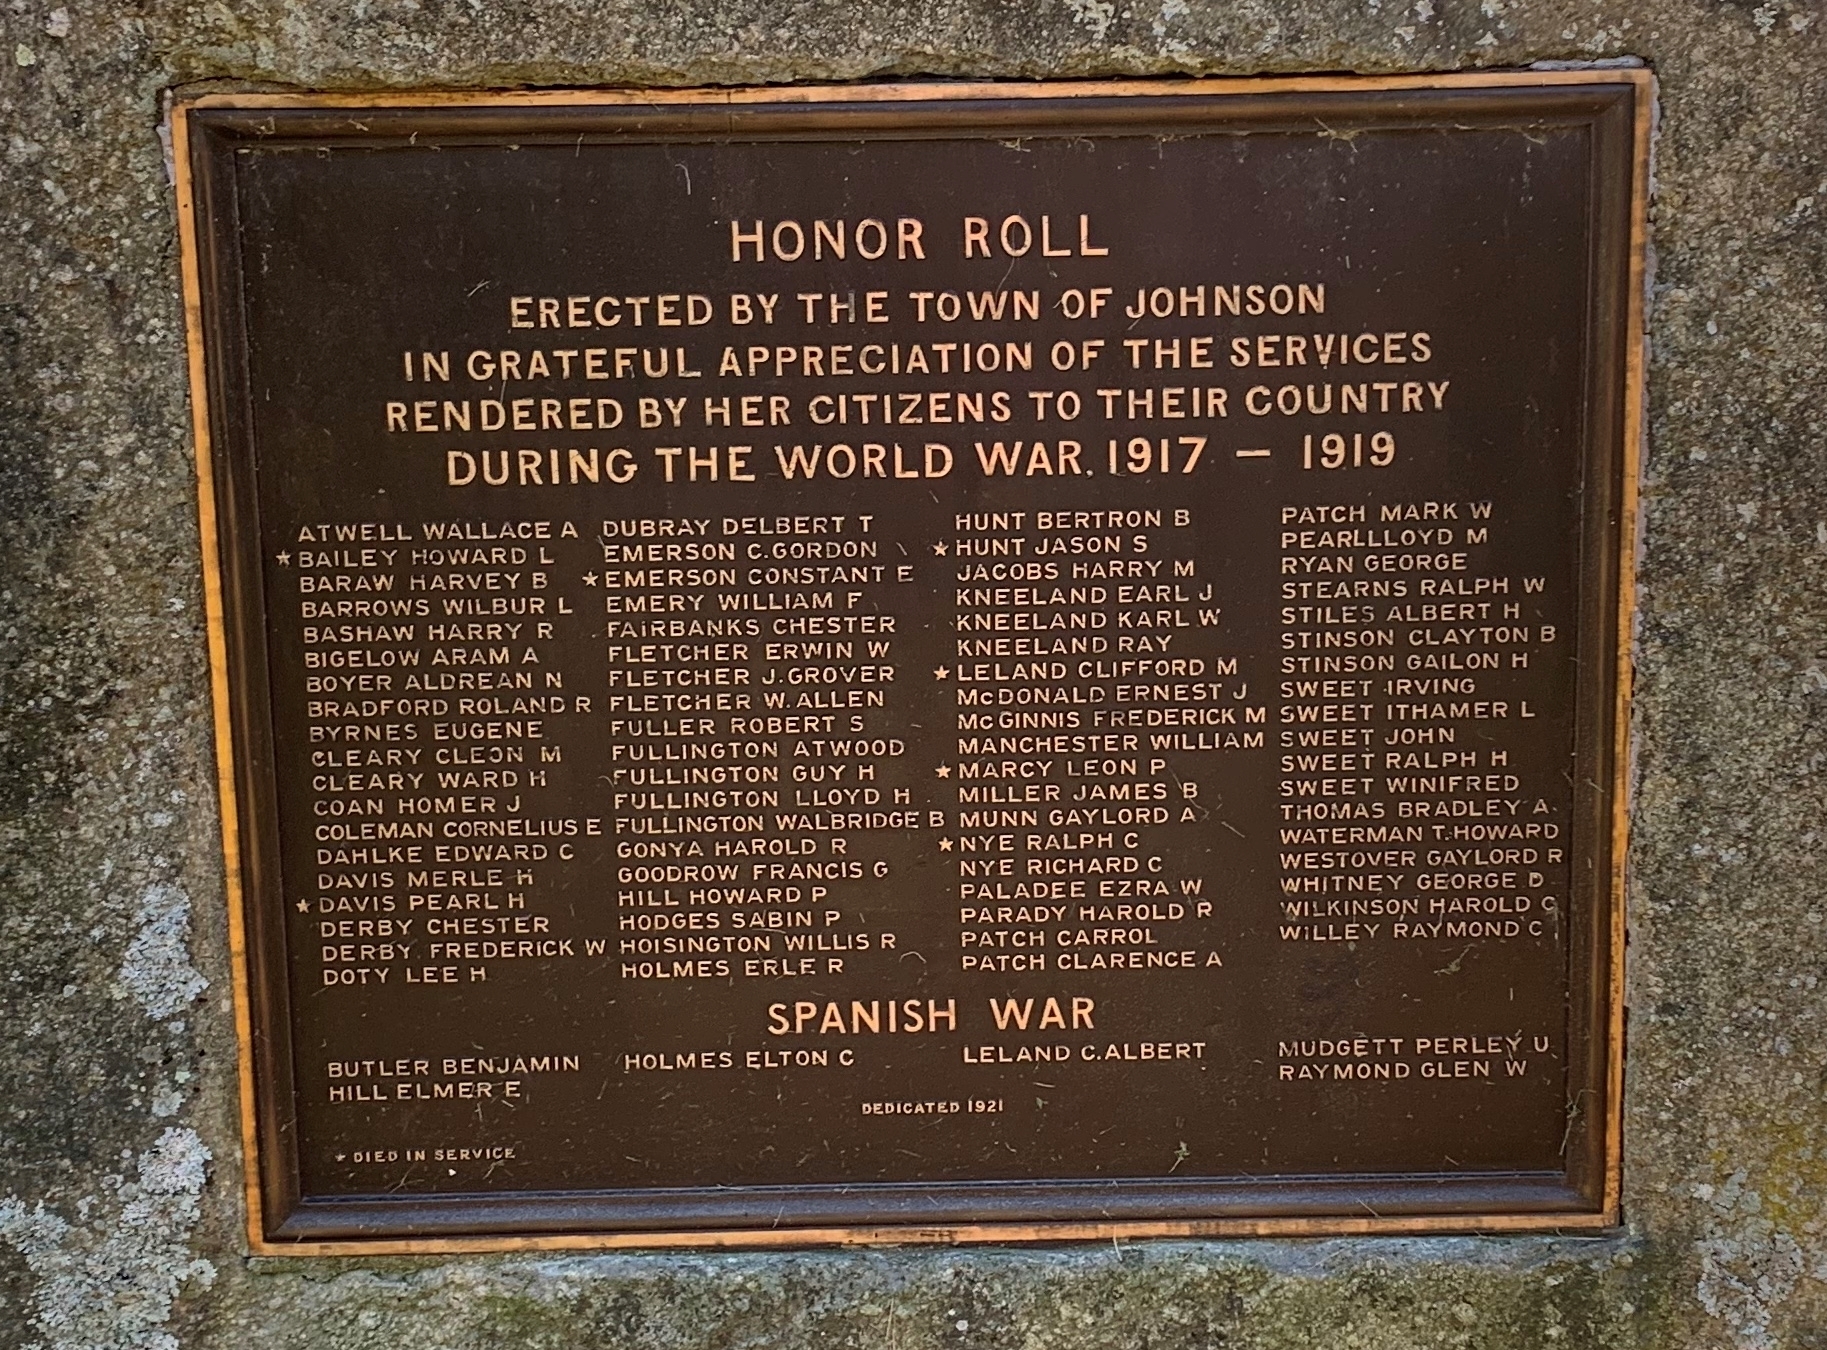 HONOR ROLL
ERECTED BY THE TOWN OF JOHNSON
IN GRATEFUL APPRECIATION OF THE SERVICES
RENDERED BY HER CITIZENS TO THEIR COUNTRY
DURING THE WORLD WAR, 1917 — 1919
ATWELL WALLACE A
★ BAILEY HOWARD L
BARAW HARVEY B
BARROWS WILBUR L
BASHAW HARRY R
BIGELOW ARAM A
BOYER ALDREAN N
BRADFORD ROLAND R
BYRNES EUGENE
CLEARY CLEON M
CLEARY WARD H
COAN HOMER J
COLEMAN CORNELIUS E
DAHLKE EDWARD C
DAVIS MERLE H
★ DAVIS PEARL H
DERBY CHESTER
DERBY FREDERICK W
DOTY LEE H
DUBRAY DELBERT T
EMERSON C. GORDON
★ EMERSON CONSTANT E
EMERY WILLIAM F
FAIRBANKS CHESTER
FLETCHER ERWIN W
FLETCHER J. GROVER
FLETCHER W. ALLEN
FULLER ROBERT S
FULLINGTON ATWOOD
FULLINGTON GUY H
FULLINGTON LLOYD H
FULLINGTON WALBRIDGE B
GONYA HAROLD R
GOODROW FRANCIS G
HILL HOWARD P
HODGES SABIN P
HOISINGTON WILLIS R
HOLMES ERLE R
HUNT BERTRON B
★ HUNT JASON S
JACOBS HARRY M
KNEELAND EARL J
KNEELAND KARL W
KNEELAND RAY
★ LELAND CLIFFORD M
McDONALD ERNEST J
McGINNIS FREDERICK M
MANCHESTER WILLIAM
★ MARCY LEON P
MILLER JAMES B
MUNN GAYLORD A
★ NYE RALPH C
NYE RICHARD C
PALADEE EZRA W
PARADY HAROLD R
PATCH CARROL
PATCH CLARENCE A
PATCH MARK W
PEARL LLOYD M
RYAN GEORGE
STEARNS RALPH W
STILES ALBERT H
STINSON CLAYTON B
STINSON GAILON H
SWEET IRVING
SWEET ITHAMER L
SWEET JOHN
SWEET RALPH H
SWEET WINIFRED
THOMAS BRADLEY A
WATERMAN T. HOWARD
WESTOVER GAYLORD R
WHITNEY GEORGE D
WILKINSON HAROLD C
WILLEY RAYMOND C
SPANISH WAR
BUTLER BENJAMIN
HILL ELMER E
HOLMES ELTON C
LELAND C. ALBERT
MUDGETT PERLEY U
RAYMOND GLEN W
DEDICATED 1921
★ DIED IN SERVICE